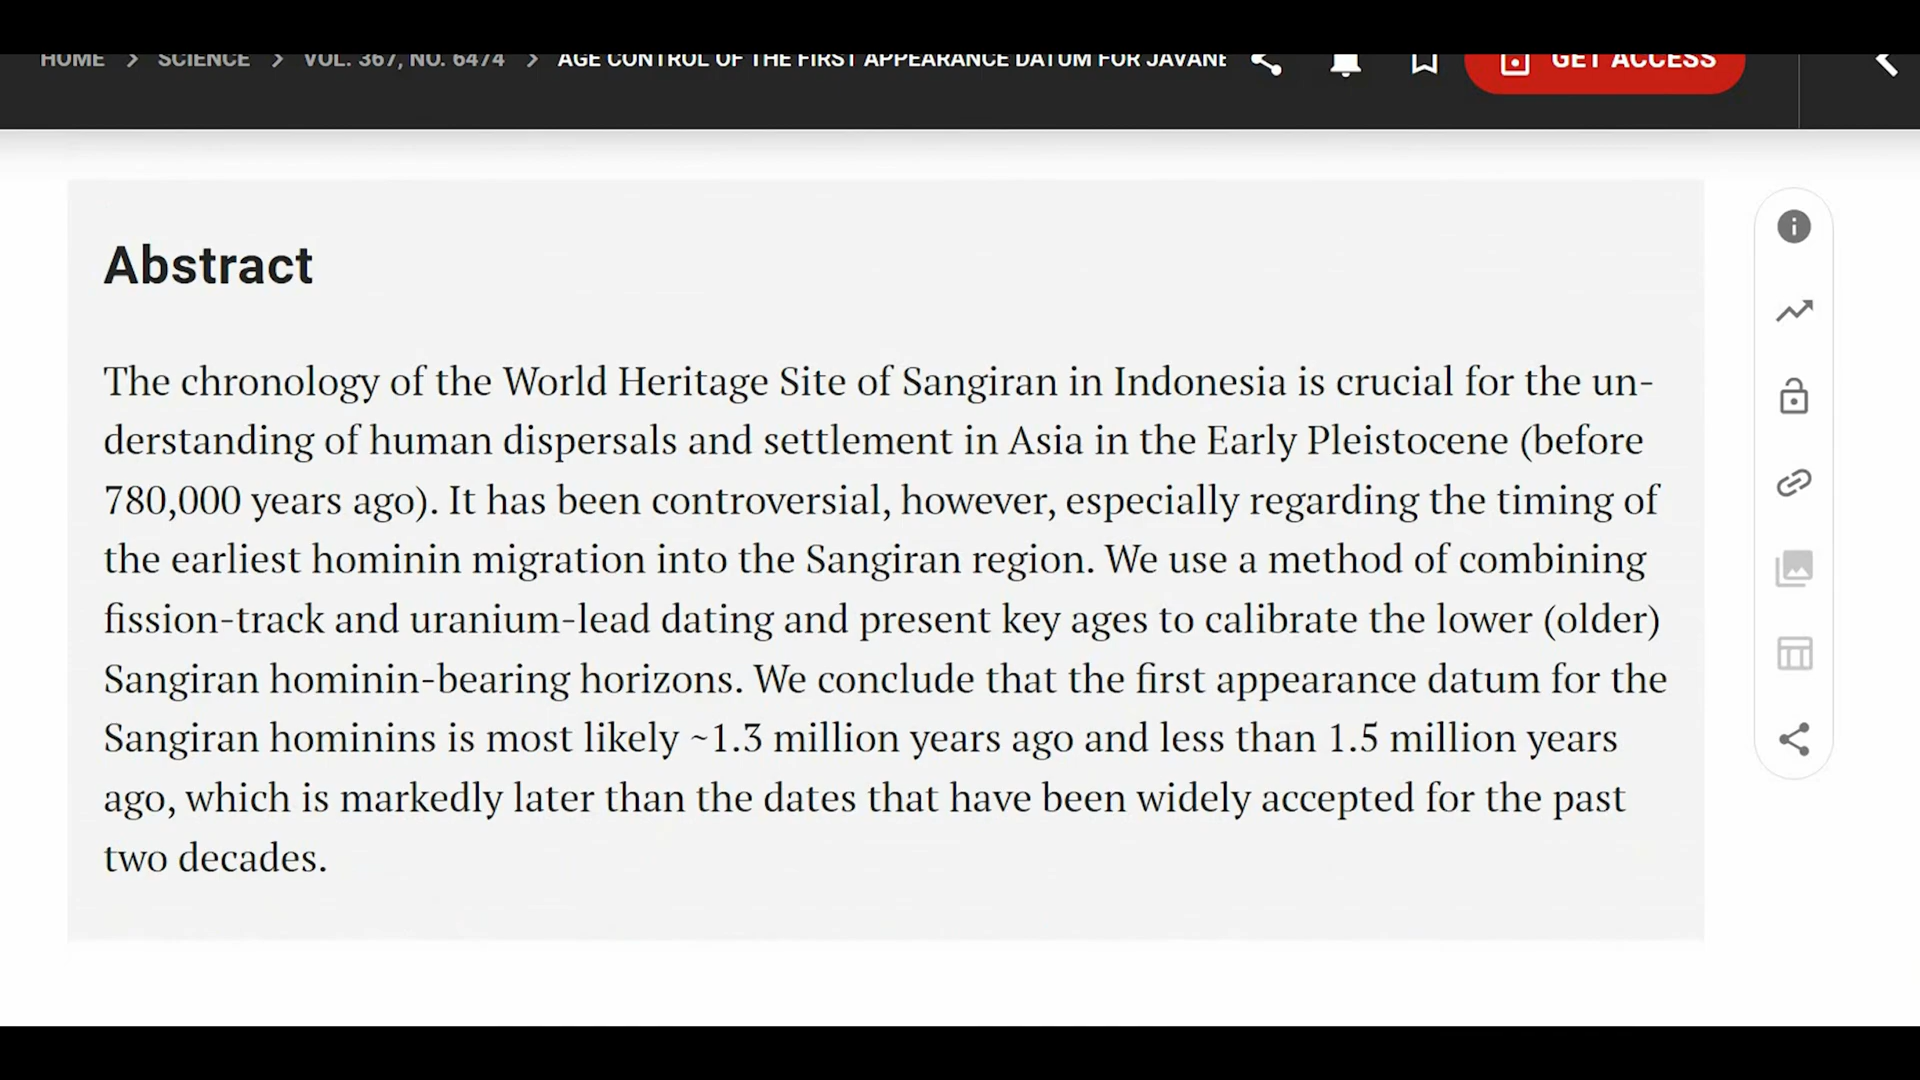 HOME > SCIENCE > VOL. 367, NO. 6474 > AGE CONTROL OF THE FIRST APPEARANCE DATUM FOR JAVANE
GET ACCESS
Abstract
The chronology of the World Heritage Site of Sangiran in Indonesia is crucial for the un-
derstanding of human dispersals and settlement in Asia in the Early Pleistocene (before
780,000 years ago). It has been controversial, however, especially regarding the timing of
the earliest hominin migration into the Sangiran region. We use a method of combining
fission-track and uranium-lead dating and present key ages to calibrate the lower (older)
Sangiran hominin-bearing horizons. We conclude that the first appearance datum for the
Sangiran hominins is most likely ~1.3 million years ago and less than 1.5 million years
ago, which is markedly later than the dates that have been widely accepted for the past
two decades.